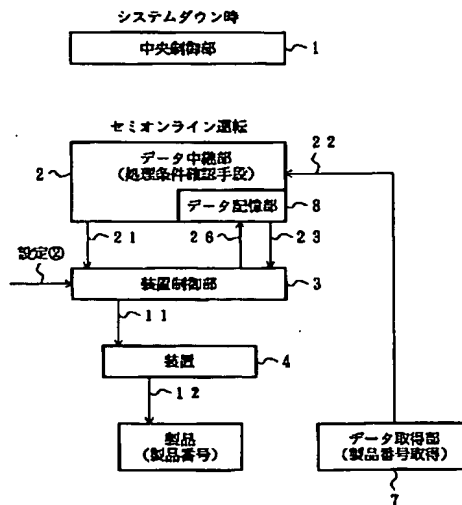 システムダウン時
中央制御部
1
セミオンライン運転
22
データ中継部
(処理条件確認手段)
2
データ記憶部
8
21
26
23
設定②
装置制御部
3
11
装置
4
12
製品
(製品番号)
データ取得部
(製品番号取得)
7